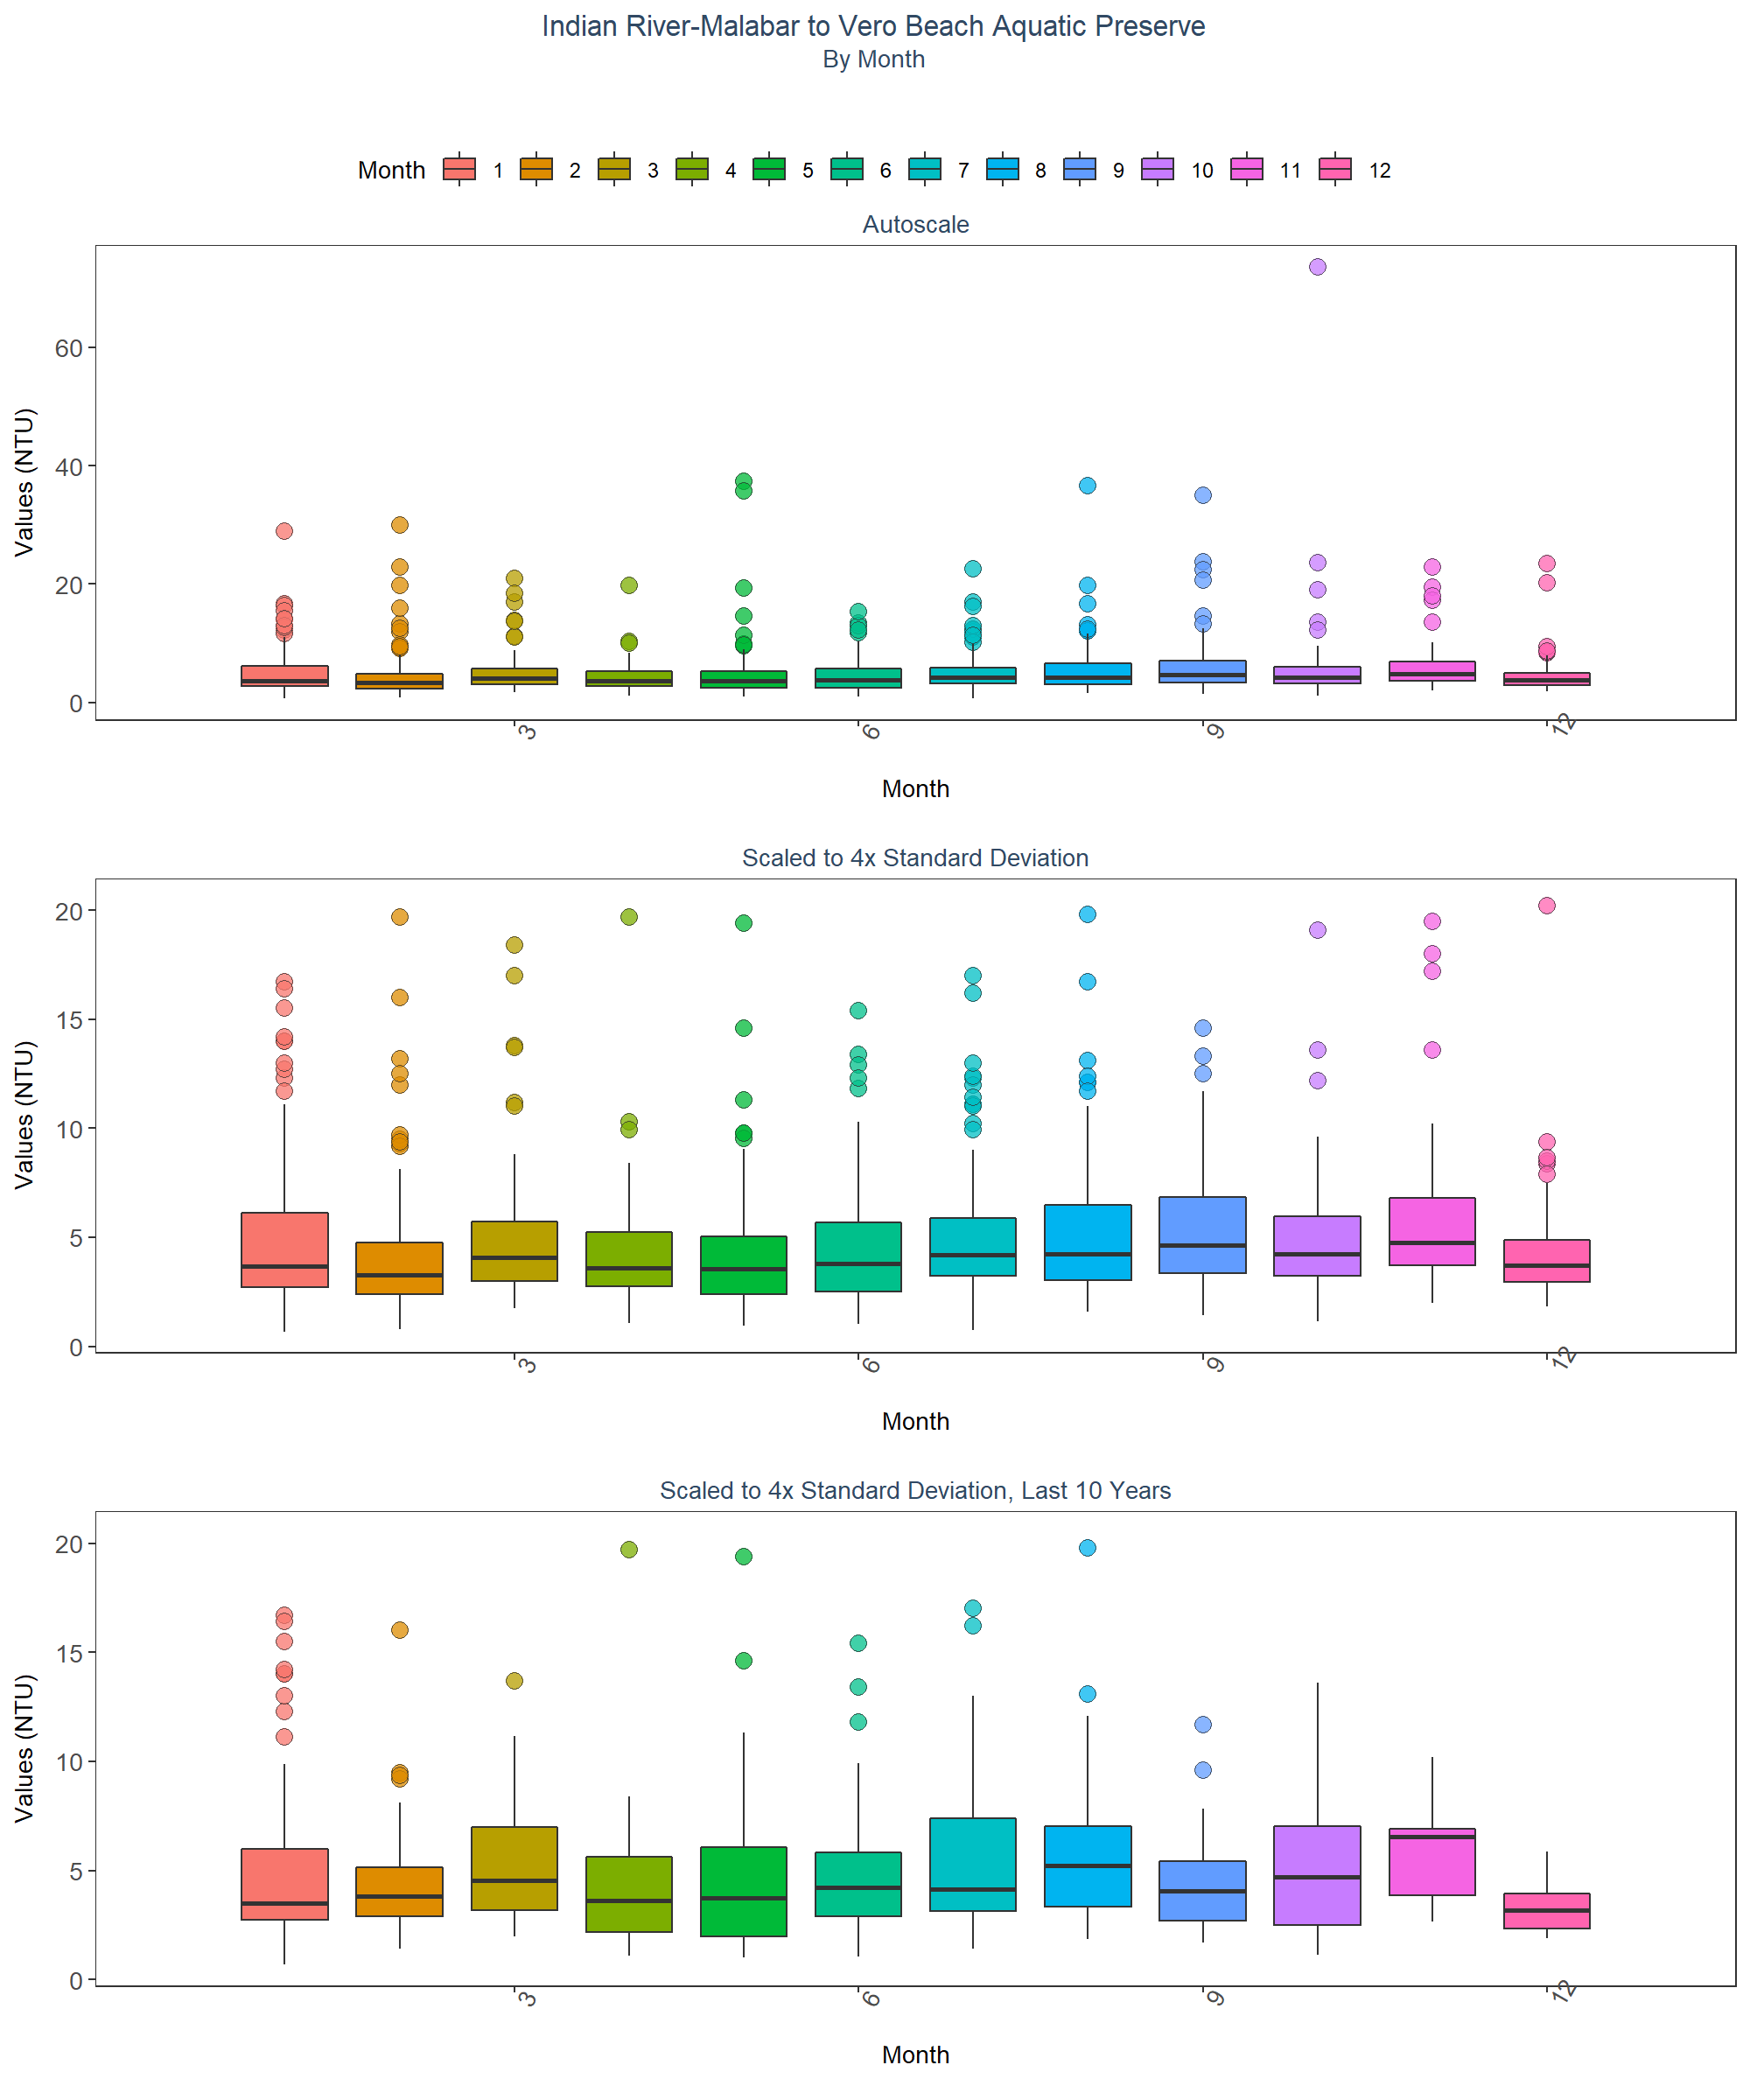 Indian River-Malabar to Vero Beach Aquatic Preserve
By Month
Month 1 2 3 4 5 6 7 8 9 10 11 12
Autoscale
Values (NTU)
60
40
20
0
3 6 9 12
Month
Scaled to 4x Standard Deviation
Values (NTU)
20
15
10
5
0
3 6 9 12
Month
Scaled to 4x Standard Deviation, Last 10 Years
Values (NTU)
20
15
10
5
0
3 6 9 12
Month